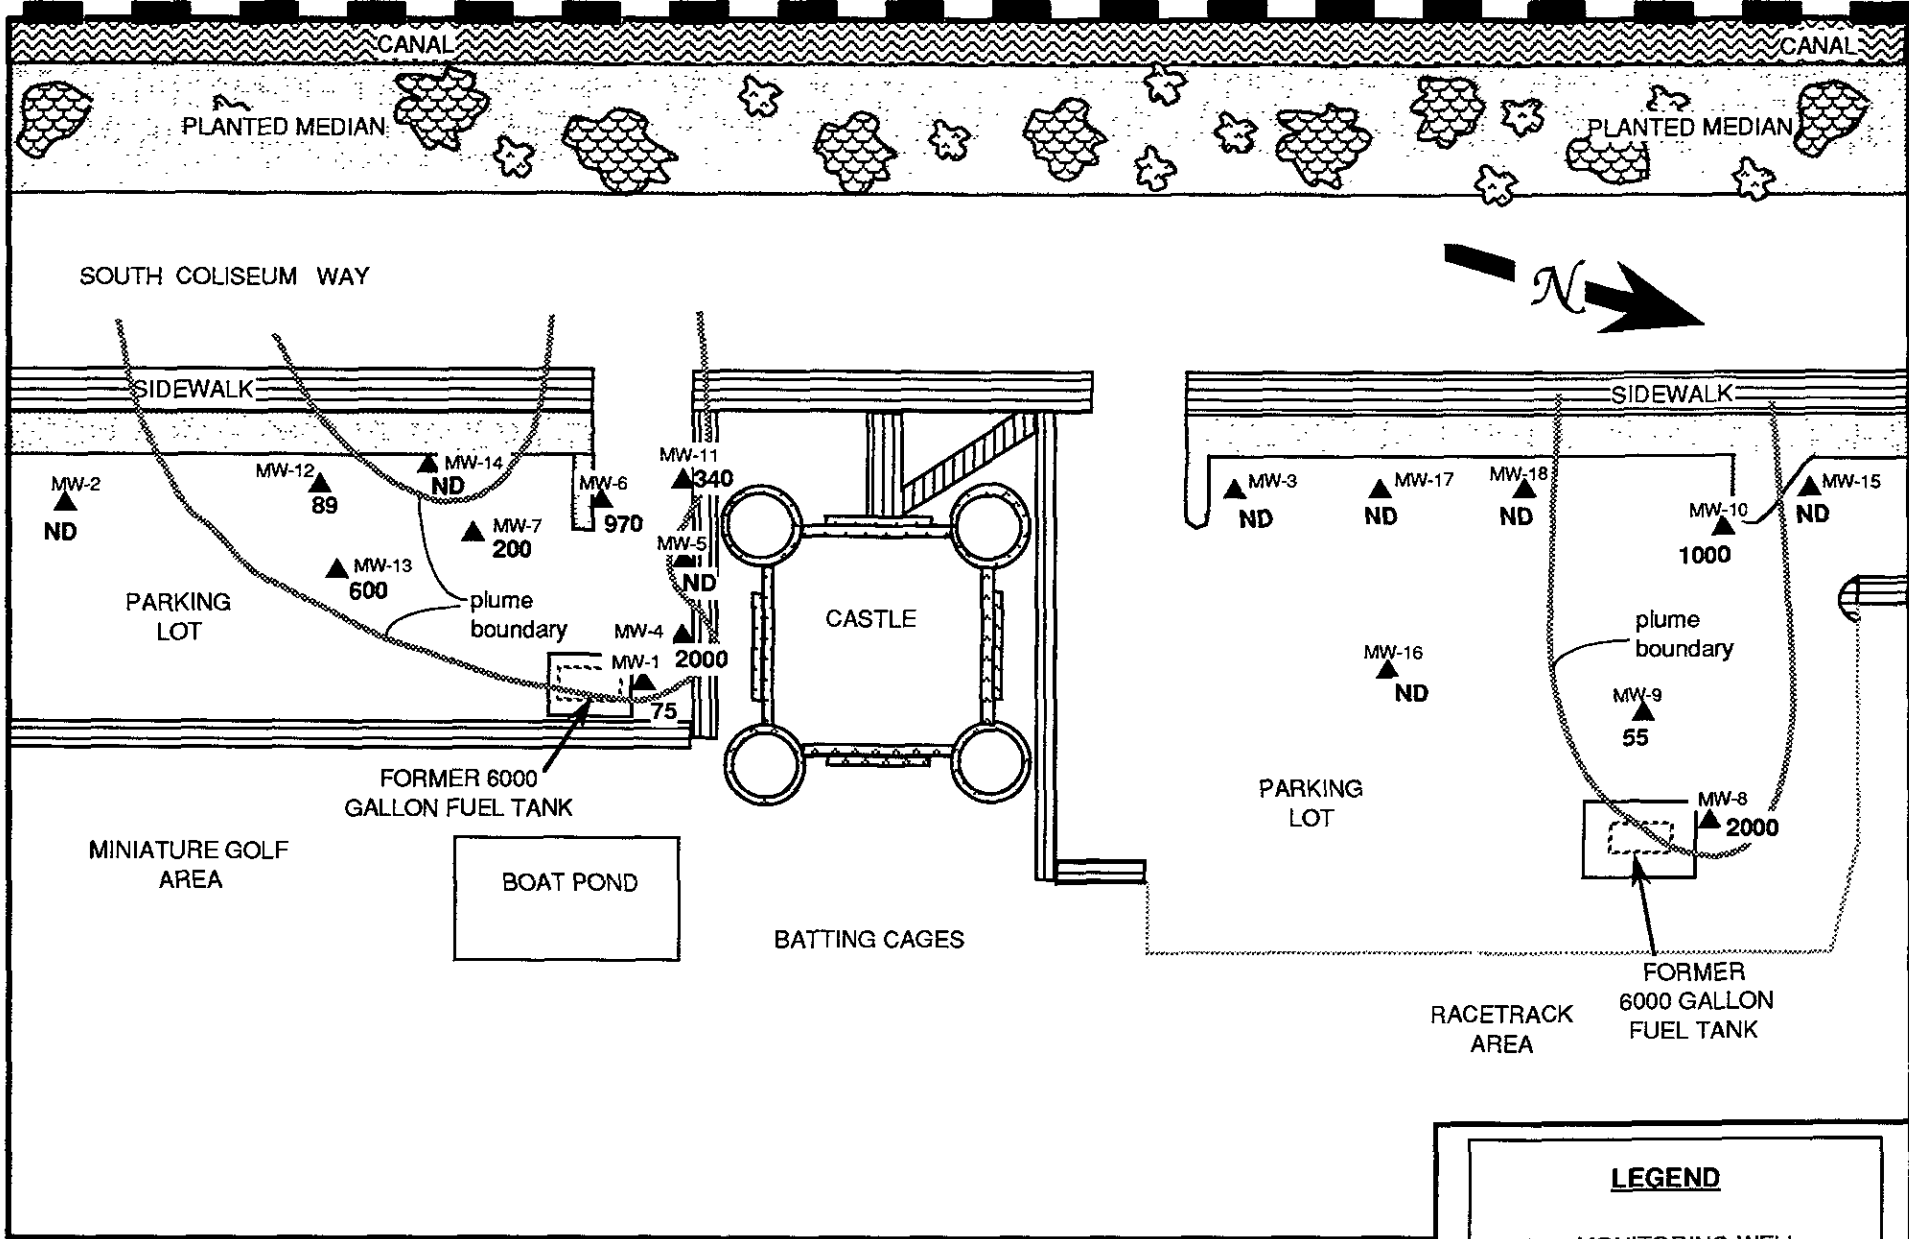 CANAL
CANAL
PLANTED MEDIAN
PLANTED MEDIAN
SOUTH COLISEUM WAY
N
SIDEWALK
SIDEWALK
MW-2
ND
MW-12
89
MW-14
ND
MW-6
970
MW-11
340
MW-7
200
MW-5
ND
MW-13
600
MW-3
ND
MW-17
ND
MW-18
ND
MW-10
1000
MW-15
ND
PARKING
LOT
plume
boundary
MW-4
2000
MW-1
75
CASTLE
plume
boundary
MW-16
ND
MW-9
55
MW-8
2000
FORMER 6000
GALLON FUEL TANK
PARKING
LOT
MINIATURE GOLF
AREA
BOAT POND
BATTING CAGES
FORMER
6000 GALLON
FUEL TANK
RACETRACK
AREA
LEGEND
MONITORING WELL